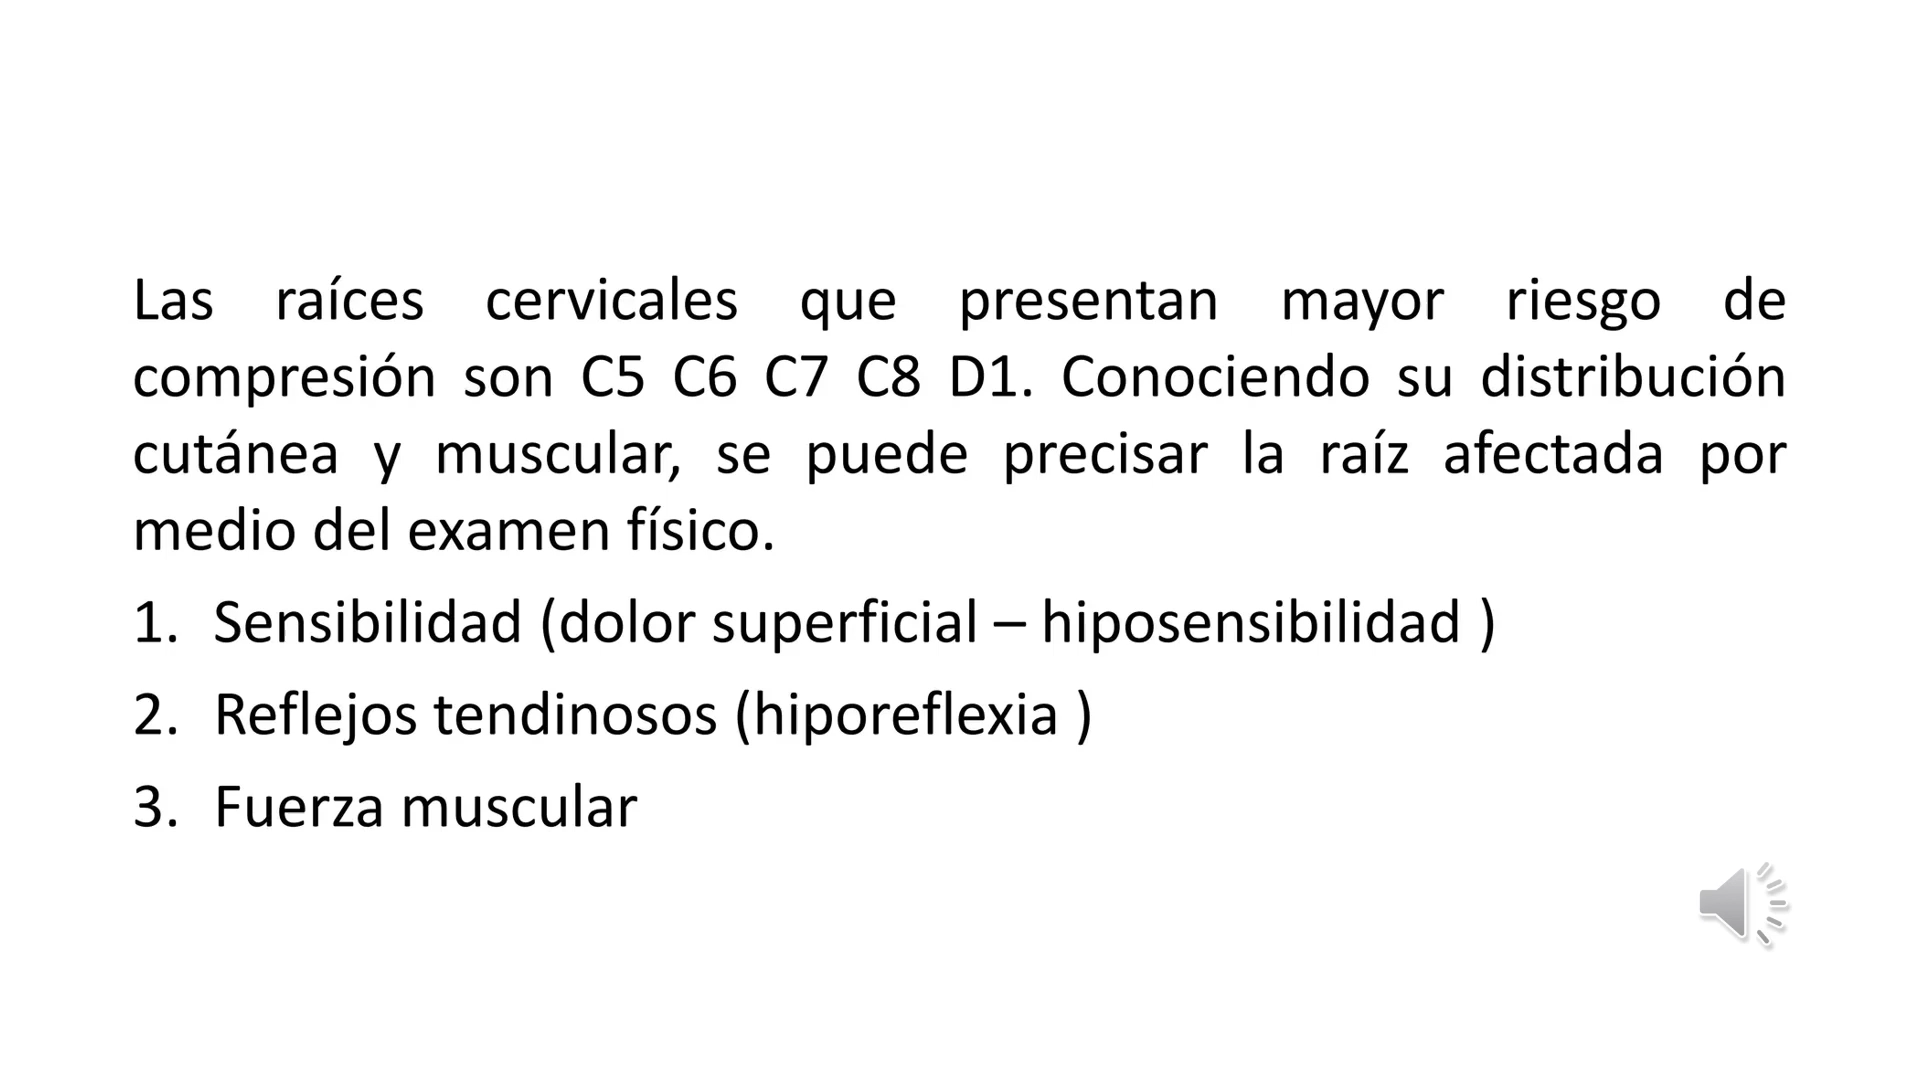 Las raíces cervicales que presentan mayor riesgo de
compresión son C5 C6 C7 C8 D1. Conociendo su distribución
cutánea y muscular, se puede precisar la raíz afectada por
medio del examen físico.
1. Sensibilidad (dolor superficial – hiposensibilidad )
2. Reflejos tendinosos (hiporeflexia )
3. Fuerza muscular